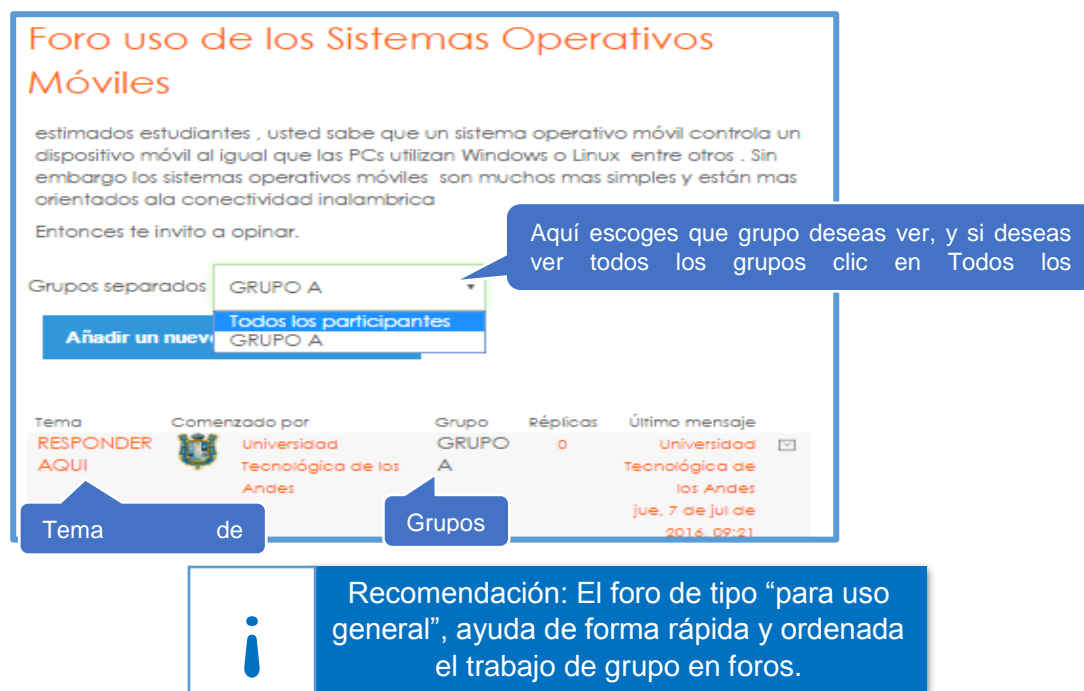 Foro uso de los Sistemas Operativos
Móviles
estimados estudiantes , usted sabe que un sistema operativo móvil controla un
dispositivo móvil al igual que las PCs utilizan Windows o Linux entre otros . Sin
embargo los sistemas operativos móviles son muchos mas simples y están mas
orientados ala conectividad inalambrica
Entonces te invito a opinar.
Aquí escoges que grupo deseas ver, y si deseas
ver todos los grupos clic en Todos los
Grupos separados GRUPO A
Todos los participantes
GRUPO A
Añadir un nuev
Tema Comenzado por Grupo Réplicas Último mensaje
RESPONDER
AQUI
Universidad
Tecnológica de los
Andes
GRUPO
A
0
Universidad
Tecnológica de
los Andes
jue, 7 de jul de
2016, 09:21
Tema de
Grupos
¡
Recomendación: El foro de tipo “para uso
general”, ayuda de forma rápida y ordenada
el trabajo de grupo en foros.